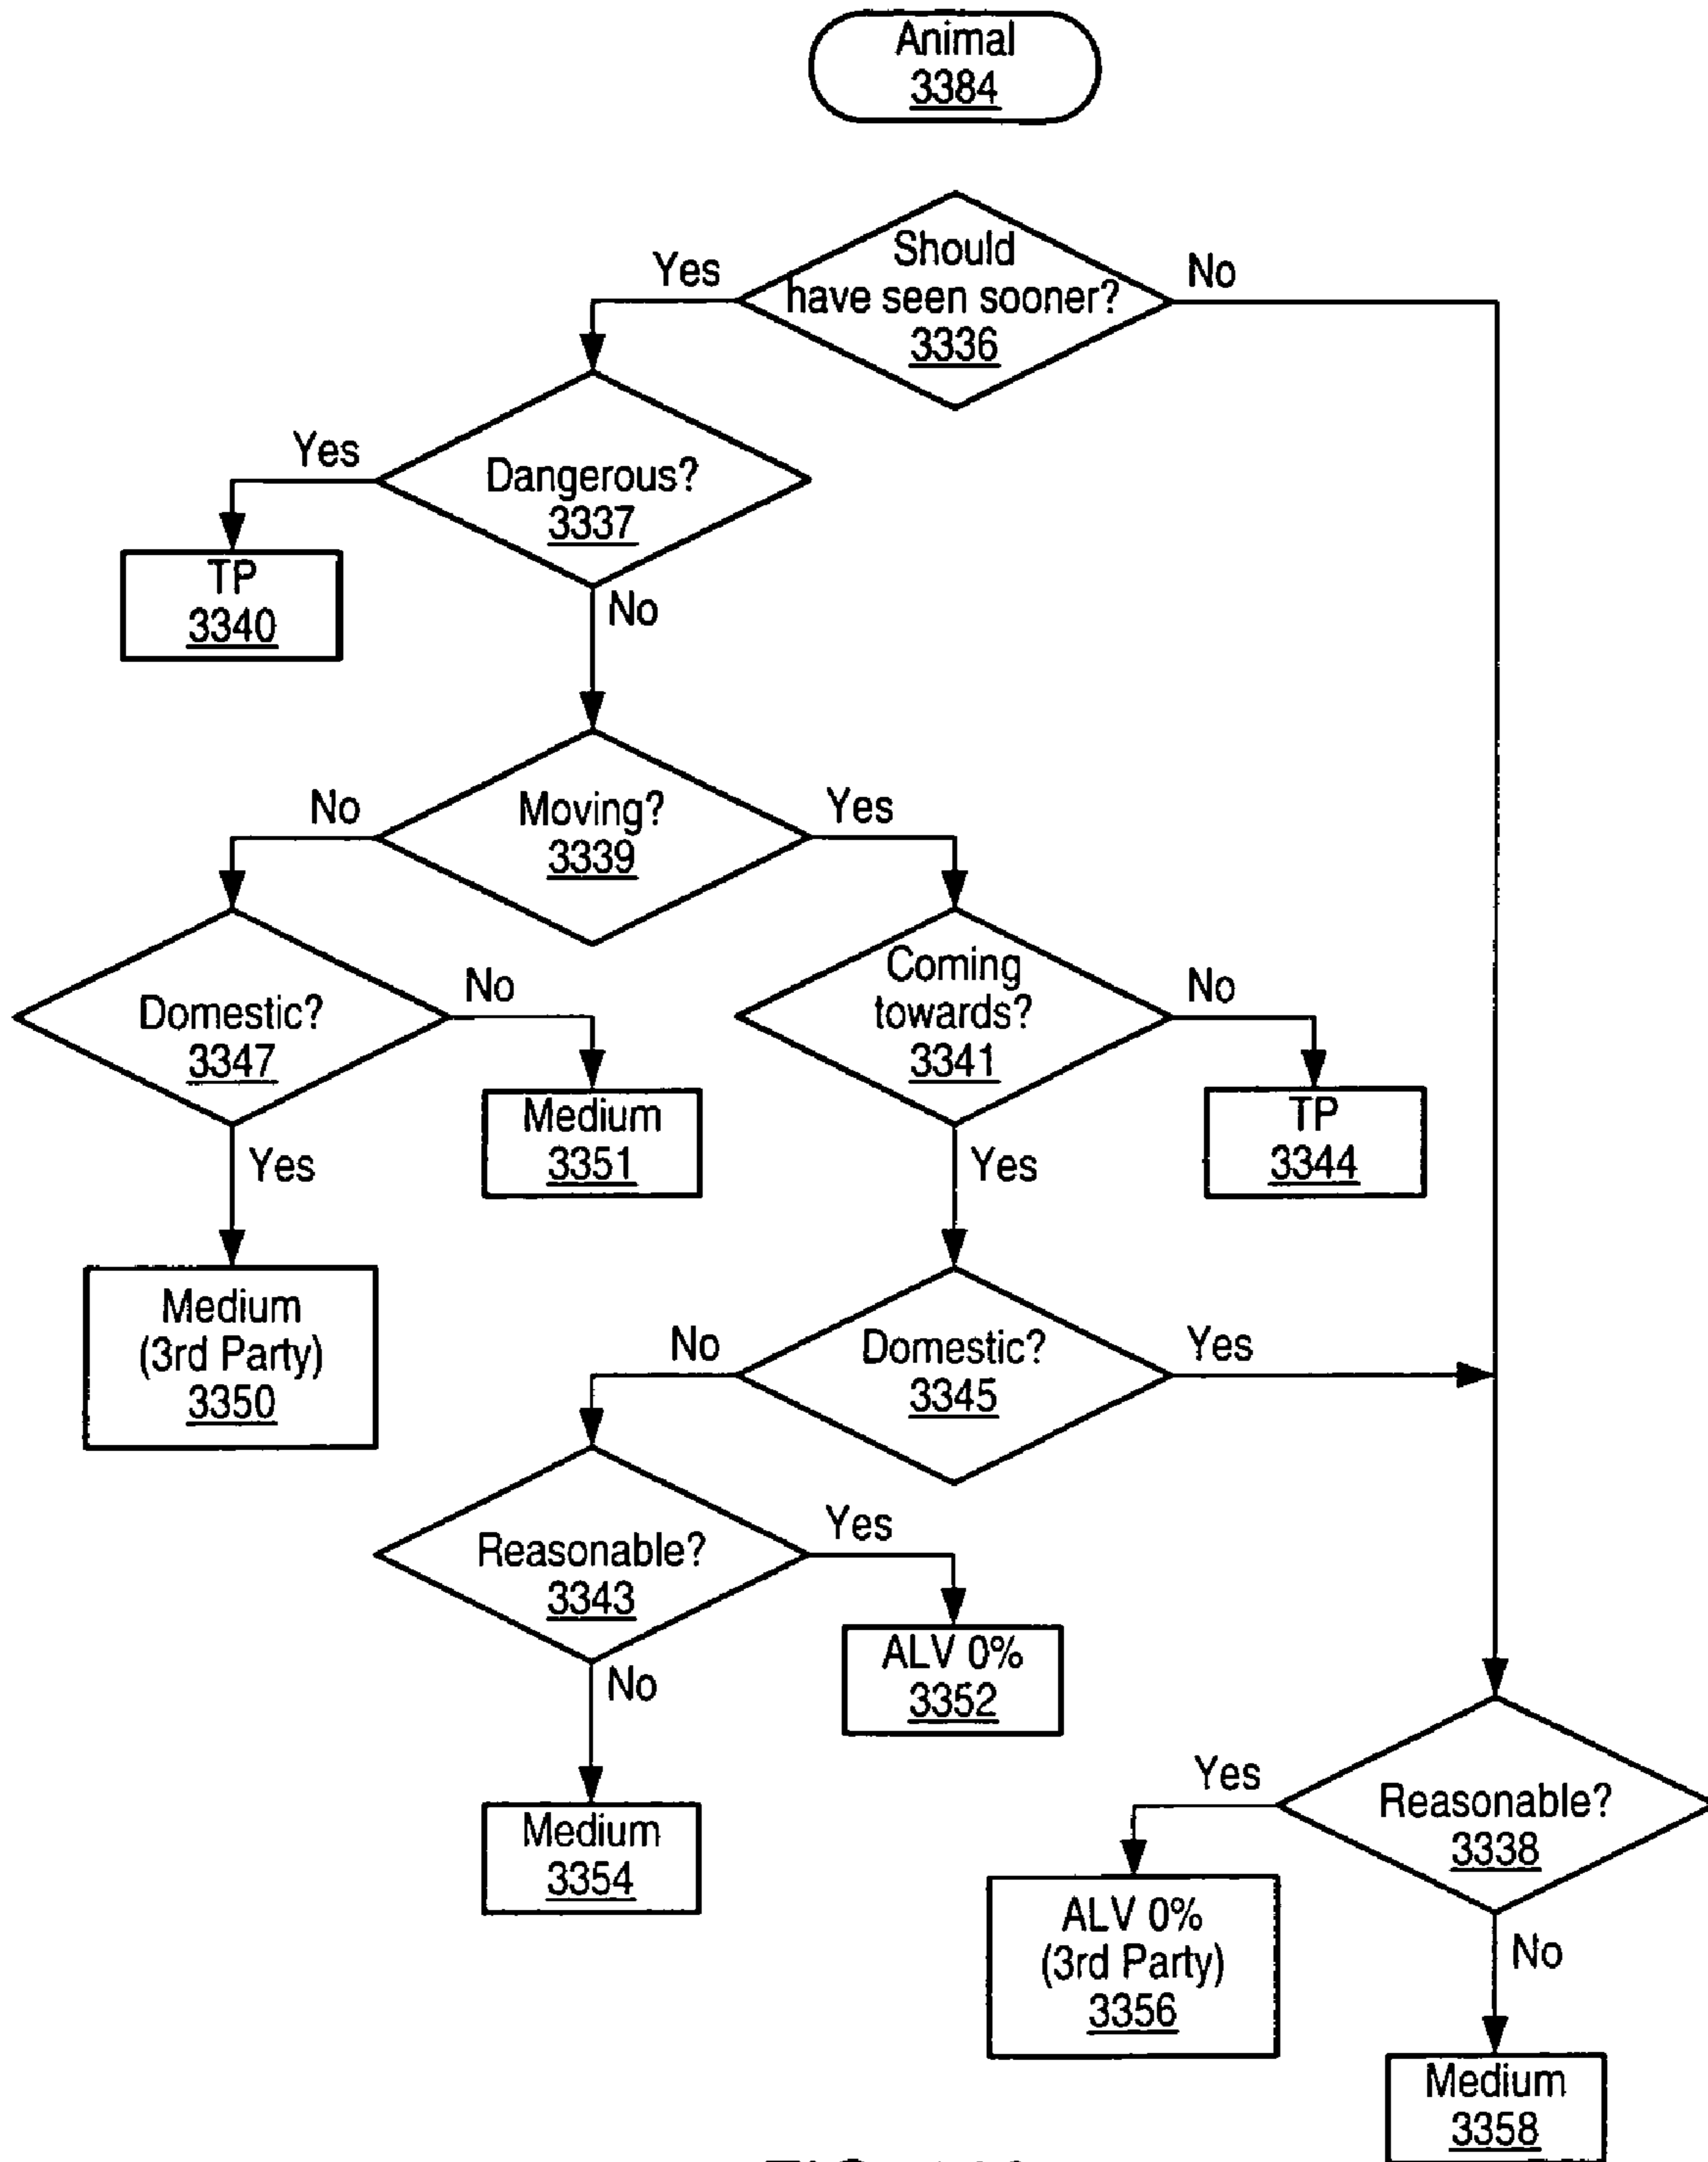 Animal
3384
Should
have seen sooner?
3336
Yes
No
Dangerous?
3337
Yes
No
TP
3340
Moving?
3339
No
Yes
Domestic?
3347
No
Yes
Coming
towards?
3341
No
Yes
Medium
3351
TP
3344
Medium
(3rd Party)
3350
Domestic?
3345
No
Yes
Reasonable?
3343
Yes
No
ALV 0%
3352
Medium
3354
Reasonable?
3338
Yes
No
ALV 0%
(3rd Party)
3356
Medium
3358